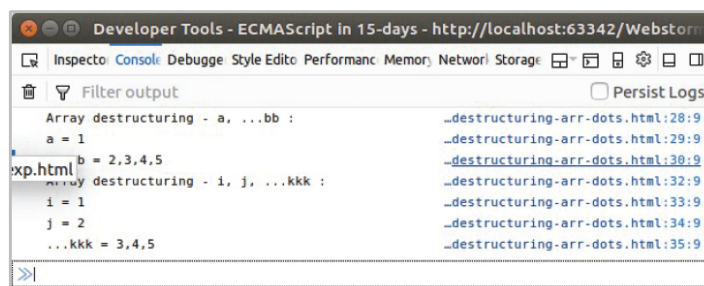 Developer Tools - ECMAScript in 15-days - http://localhost:63342/Webstorm
Inspecto Console Debugge Style Edito Performanc Memory Network Storage
Filter output Persist Logs
Array destructuring - a, ...bb : …destructuring-arr-dots.html:28:9
a = 1 …destructuring-arr-dots.html:29:9
b = 2,3,4,5 …destructuring-arr-dots.html:30:9
xp.html
Array destructuring - i, j, ...kkk : …destructuring-arr-dots.html:32:9
i = 1 …destructuring-arr-dots.html:33:9
j = 2 …destructuring-arr-dots.html:34:9
...kkk = 3,4,5 …destructuring-arr-dots.html:35:9
≫